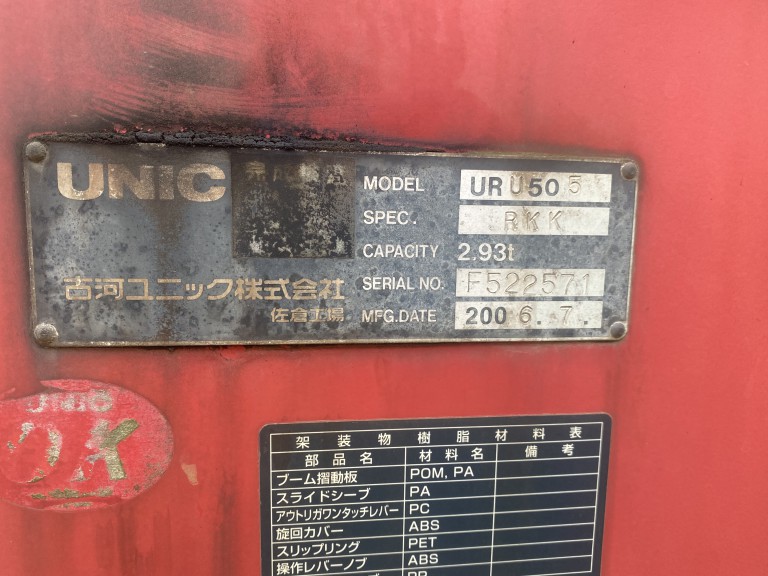 UNIC
MODEL URU505
SPEC. RKK
CAPACITY 2.93t
SERIAL NO. F522571
MFG.DATE 2006.7.
古河ユニック株式会社
佐倉工場
UNIC
OK
架装物樹脂材料表
部品名 材料名 備考
ブーム摺動板 POM, PA
スライドシーブ PA
アウトリガワンタッチレバー PC
旋回カバー ABS
スリップリング PET
操作レバーノブ ABS